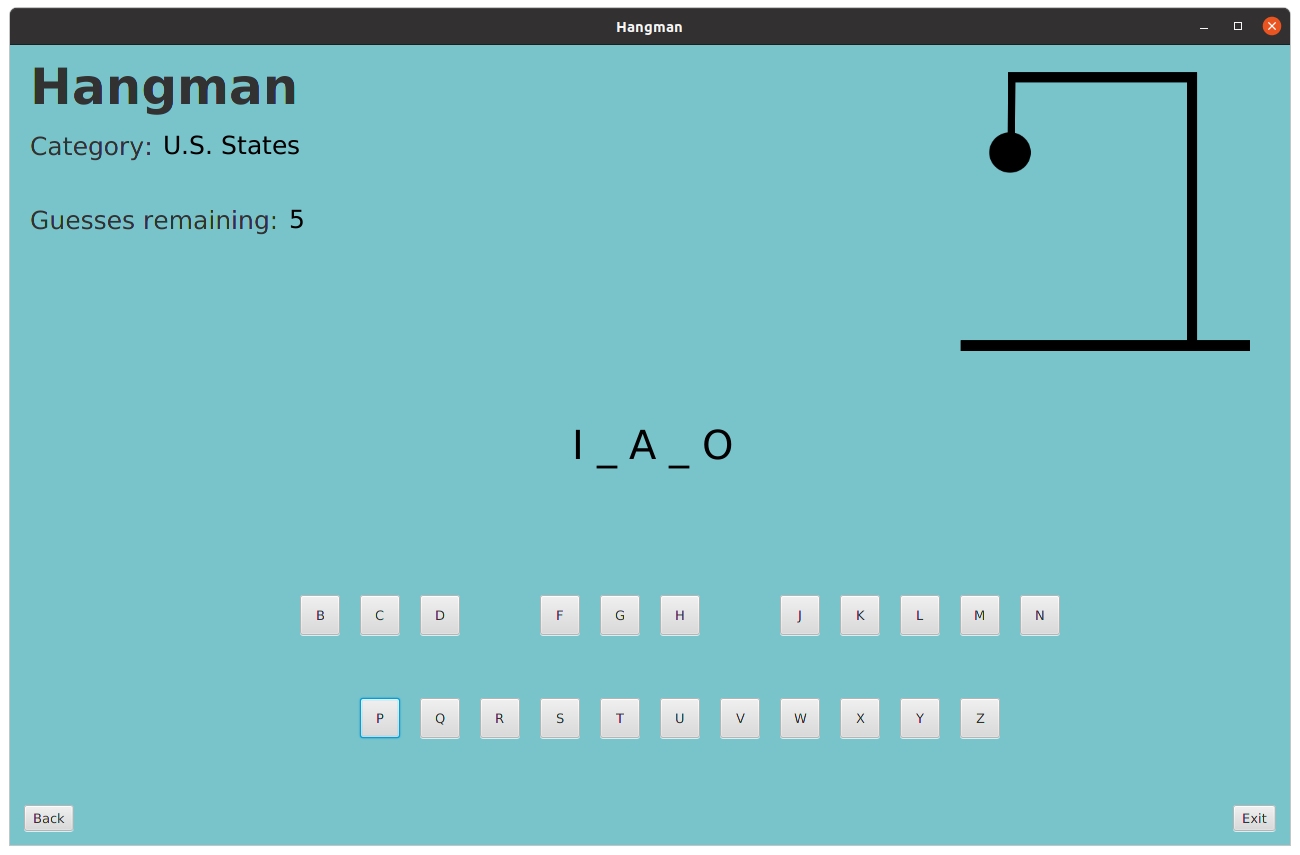 Hangman
Hangman
Category: U.S. States
Guesses remaining: 5
I _ A _ O
B C D F G H J K L M N
P Q R S T U V W X Y Z
Back Exit